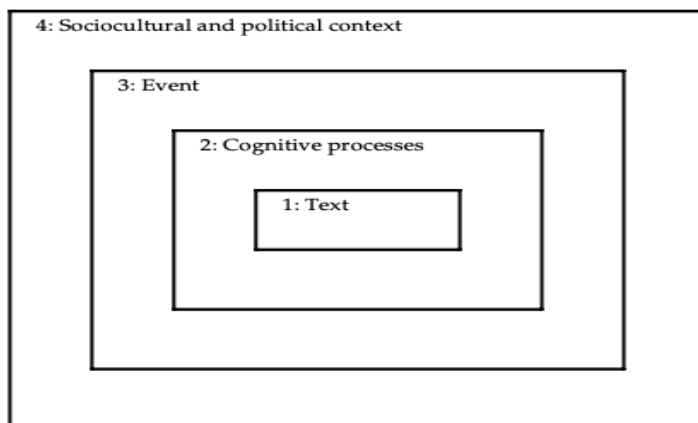 4: Sociocultural and political context
3: Event
2: Cognitive processes
1: Text